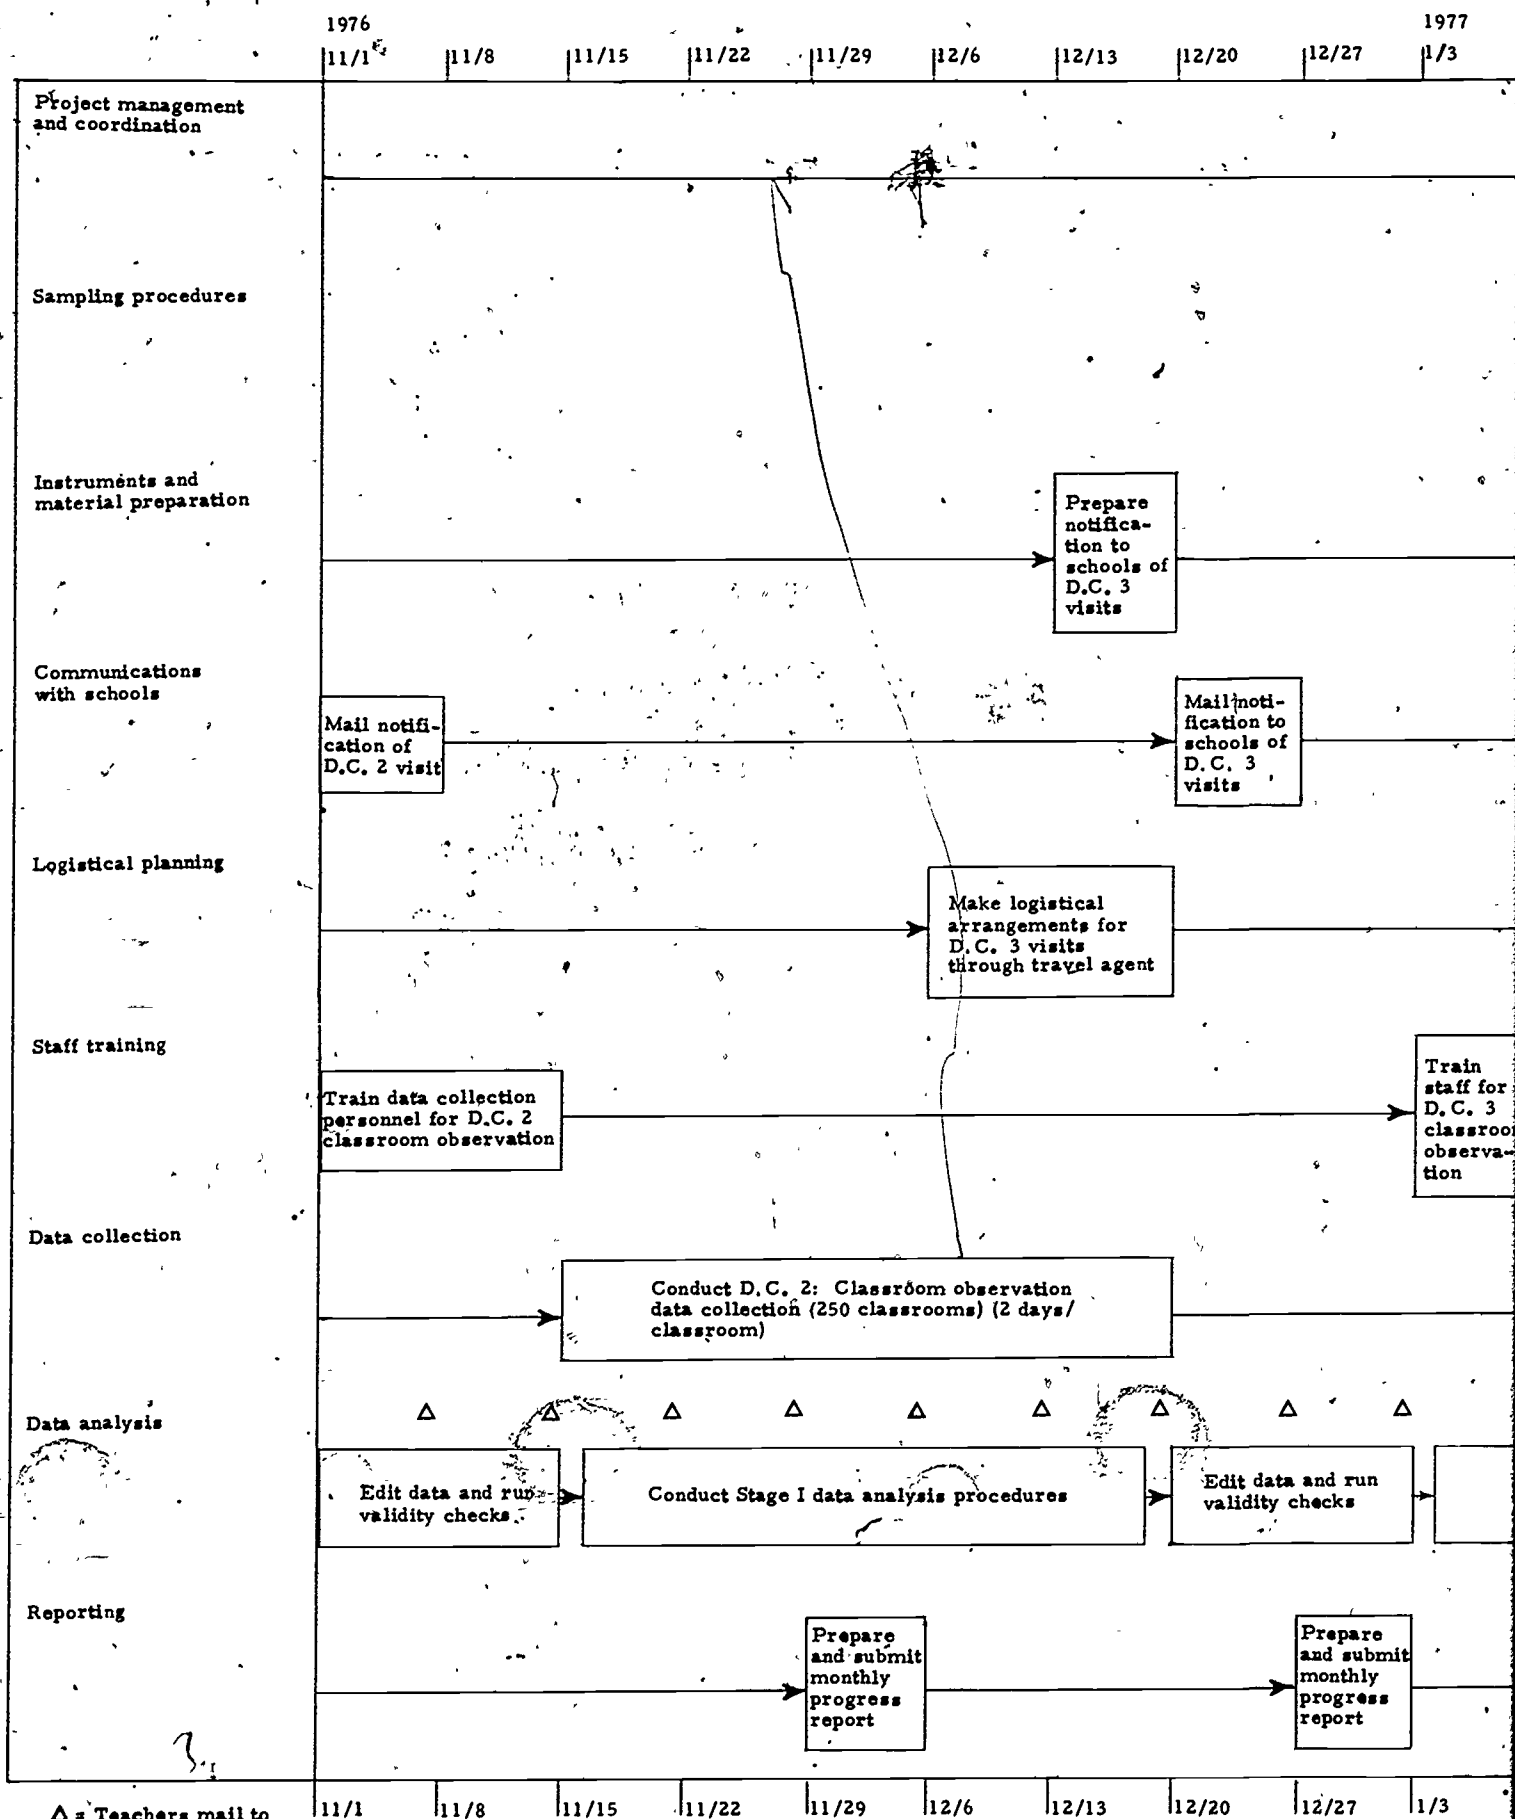 1976 1977
11/1 11/8 11/15 11/22 11/29 12/6 12/13 12/20 12/27 1/3
Project management
and coordination
Sampling procedures
Instruments and
material preparation
Prepare
notifica-
tion to
schools of
D.C. 3
visits
Communications
with schools
Mail notifi-
cation of
D.C. 2 visit
Mail noti-
fication to
schools of
D.C. 3
visits
Logistical planning
Make logistical
arrangements for
D.C. 3 visits
through travel agent
Staff training
Train data collection
personnel for D.C. 2
classroom observation
Train
staff for
D.C. 3
classroo
observa-
tion
Data collection
Conduct D.C. 2: Classroom observation
data collection (250 classrooms) (2 days/
classroom)
Data analysis
Δ Δ Δ Δ Δ Δ Δ Δ Δ
Edit data and run
validity checks
Conduct Stage I data analysis procedures
Edit data and run
validity checks
Reporting
Prepare
and submit
monthly
progress
report
Prepare
and submit
monthly
progress
report
11/1 11/8 11/15 11/22 11/29 12/6 12/13 12/20 12/27 1/3
Δ = Teachers mail to